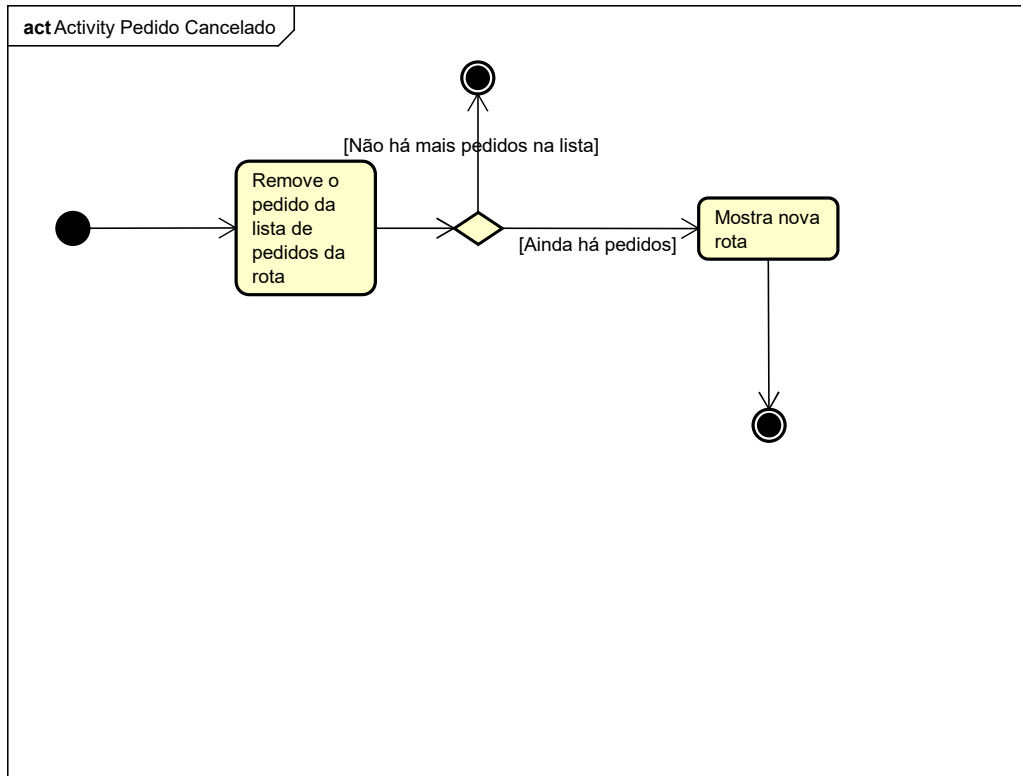 act Activity Pedido Cancelado
[Não há mais pedidos na lista]
Remove o
pedido da
lista de
pedidos da
rota
[Ainda há pedidos]
Mostra nova
rota